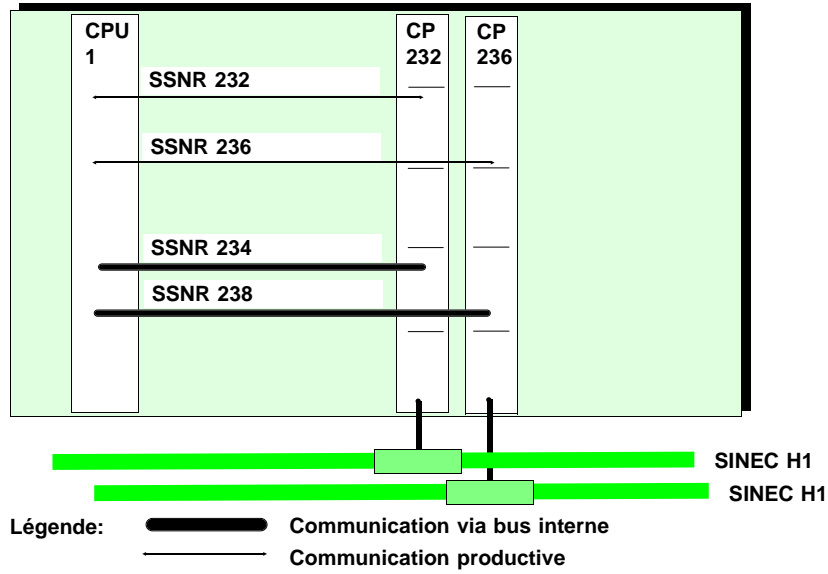 CPU
1
CP
232
CP
236
SSNR 232
SSNR 236
SSNR 234
SSNR 238
SINEC H1
SINEC H1
Légende:
Communication via bus interne
Communication productive